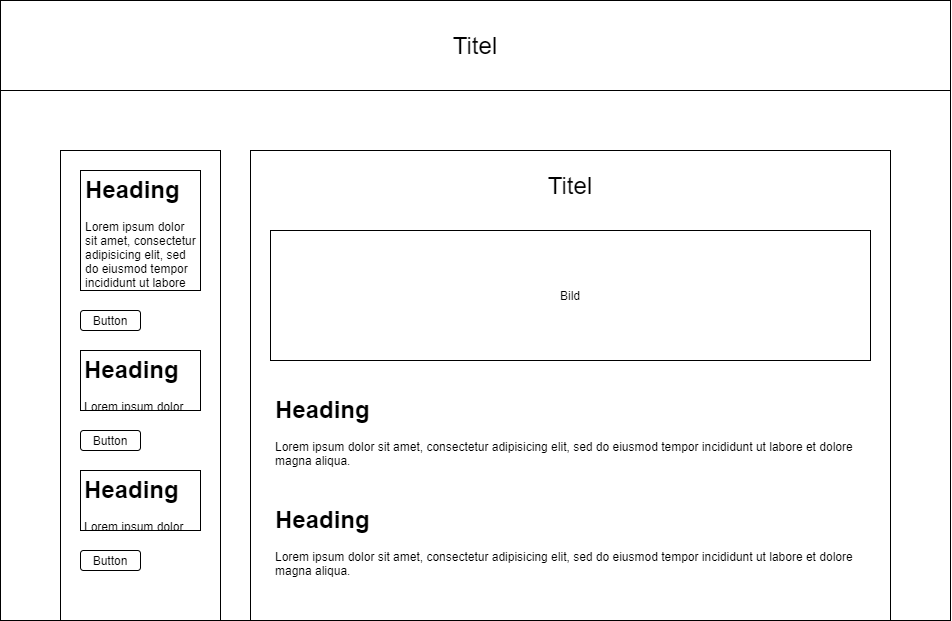 Titel
Heading
Lorem ipsum dolor
sit amet, consectetur
adipisicing elit, sed
do eiusmod tempor
incididunt ut labore
Button
Heading
Lorem ipsum dolor
Button
Heading
Lorem ipsum dolor
Button
Titel
Bild
Heading
Lorem ipsum dolor sit amet, consectetur adipisicing elit, sed do eiusmod tempor incididunt ut labore et dolore
magna aliqua.
Heading
Lorem ipsum dolor sit amet, consectetur adipisicing elit, sed do eiusmod tempor incididunt ut labore et dolore
magna aliqua.